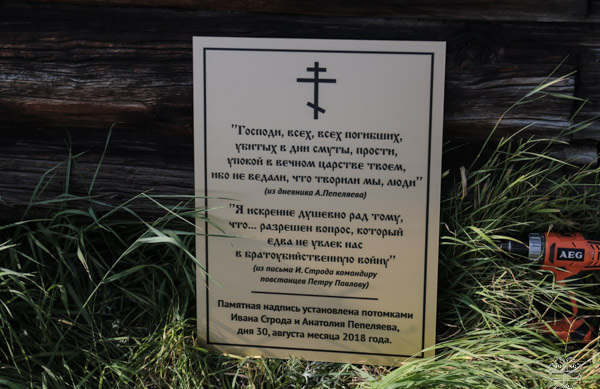 "Господи, всех, всех погибших,
убитых в дни смуты, прости,
упокой в вечном царстве твоем,
ибо не ведали, что творили мы, люди"
(из дневника А.Пепеляева)
"Я искренне душевно рад тому,
что... разрешен вопрос, который
едва не увлек нас
в братоубийственную войну"
(из письма И. Строда командиру
повстанцев Петру Павлову)
Памятная надпись установлена потомками
Ивана Строда и Анатолия Пепеляева,
дня 30, августа месяца 2018 года.
AEG